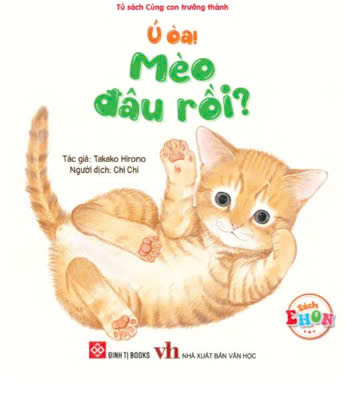 Tủ sách Cùng con trưởng thành
Ú òa!
Mèo
đâu rồi?
Tác giả: Takako Hirono
Người dịch: Chi Chi
Sách
EHON
ĐINH TỊ BOOKS
vh NHÀ XUẤT BẢN VĂN HỌC